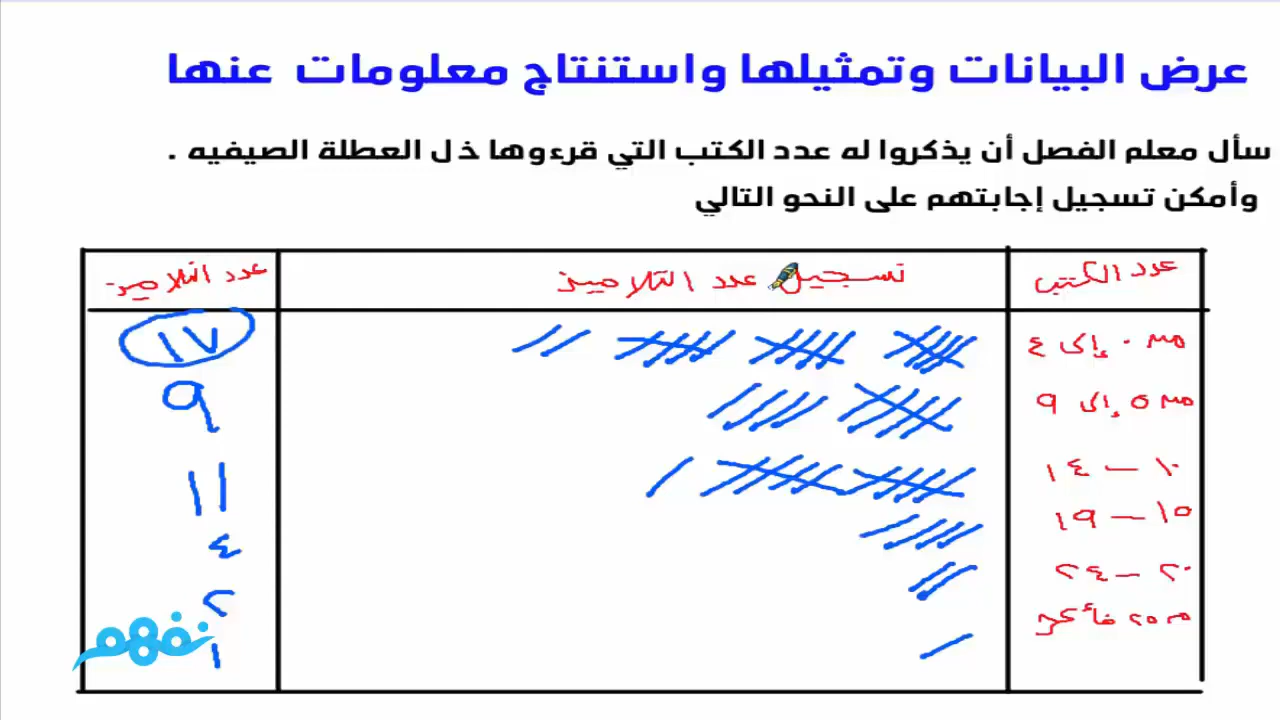 عرض البيانات وتمثيلها واستنتاج معلومات عنها
سأل معلم الفصل أن يذكروا له عدد الكتب التي قرءوها خ ل العطلة الصيفيه .
وأمكن تسجيل إجابتهم على النحو التالي
عدد الكتب تسجيل عدد التلاميذ عدد التلاميذ
من ٠ إلى ٤ ١٧
من ٥ إلى ٩ ٩
١٠ — ١٤ ١١
١٥ — ١٩ ٤
٢٠ — ٢٤ ٢
من ٢٥ فأكثر ١
نفهم